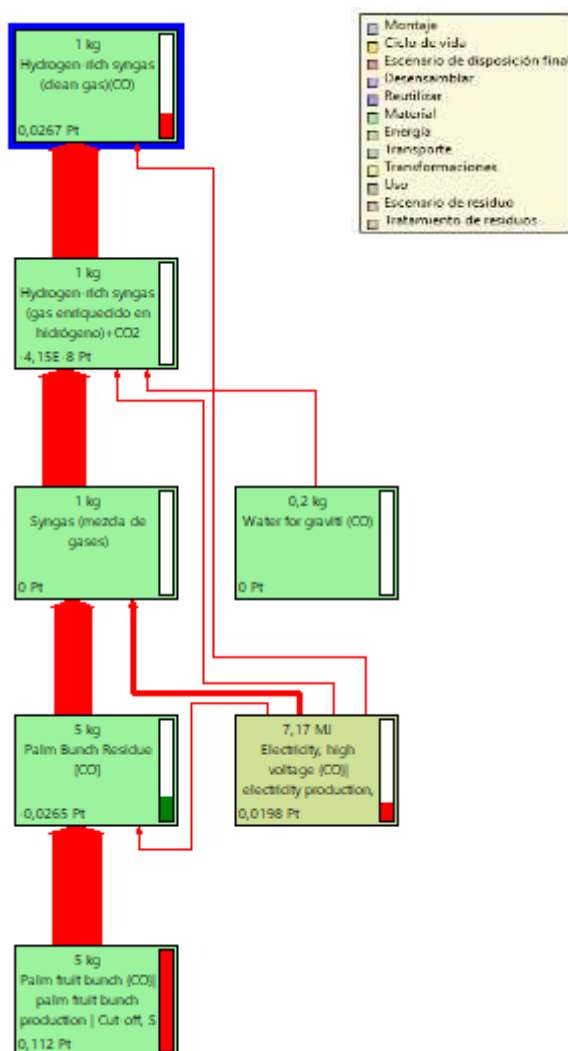 1 kg
Hydrogen-rich syngas
(clean gas)(CO)
0,0267 Pt
Montaje
Ciclo de vida
Escenario de disposición final
Desensamblar
Reutilizar
Material
Energía
Transporte
Transformaciones
Uso
Escenario de residuo
Tratamiento de residuos
1 kg
Hydrogen-rich syngas
(gas enriquecido en
hidrógeno)+CO2
-4,15E-8 Pt
1 kg
Syngas (mezcla de
gases)
0 Pt
0,2 kg
Water for graviti (CO)
0 Pt
5 kg
Palm Bunch Residue
[CO]
-0,0265 Pt
7,17 MJ
Electricity, high
voltage {CO}|
electricity production,
0,0198 Pt
5 kg
Palm fruit bunch {CO}|
palm fruit bunch
production | Cut-off, S
0,112 Pt